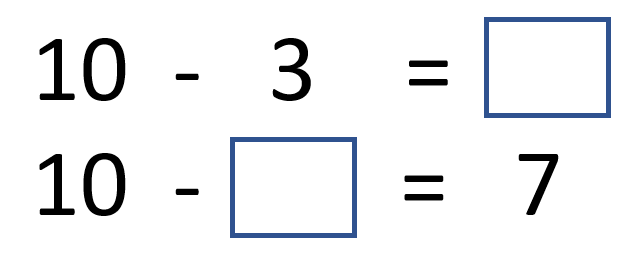 10 - 3 =
10 - = 7